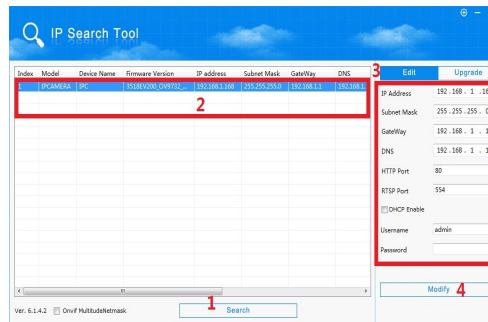 IP Search Tool
Index Model Device Name Firmware Version IP address Subnet Mask GateWay DNS
1 IPCAMERA IPC 3518EV200_OV9732_... 192.168.1.168 255.255.255.0 192.168.1.1 192.168.1.
2
3
Edit Upgrade
IP Address 192.168. 1 .16
Subnet Mask 255.255.255. 0
GateWay 192.168. 1 . 1
DNS 192.168. 1 . 1
HTTP Port 80
RTSP Port 554
DHCP Enable
Username admin
Password
Modify 4
1
Ver. 6.1.4.2 Onvif MultitudeNetmask Search